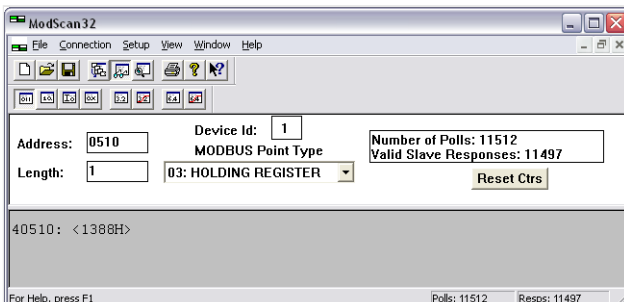 ModScan32
File Connection Setup View Window Help
Address: 0510
Device Id: 1
MODBUS Point Type
Length: 1
03: HOLDING REGISTER
Number of Polls: 11512
Valid Slave Responses: 11497
Reset Ctrs
40510: <1388H>
For Help, press F1
Polls: 11512
Resps: 11497